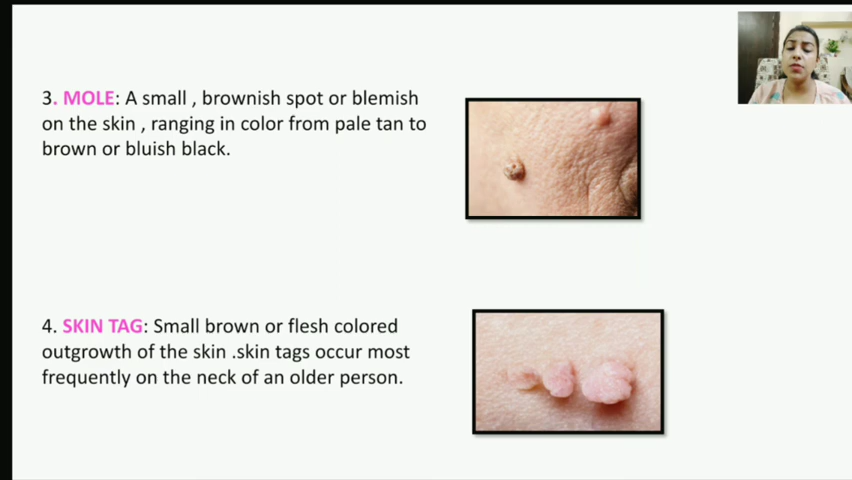 3. MOLE: A small , brownish spot or blemish
on the skin , ranging in color from pale tan to
brown or bluish black.
4. SKIN TAG: Small brown or flesh colored
outgrowth of the skin .skin tags occur most
frequently on the neck of an older person.